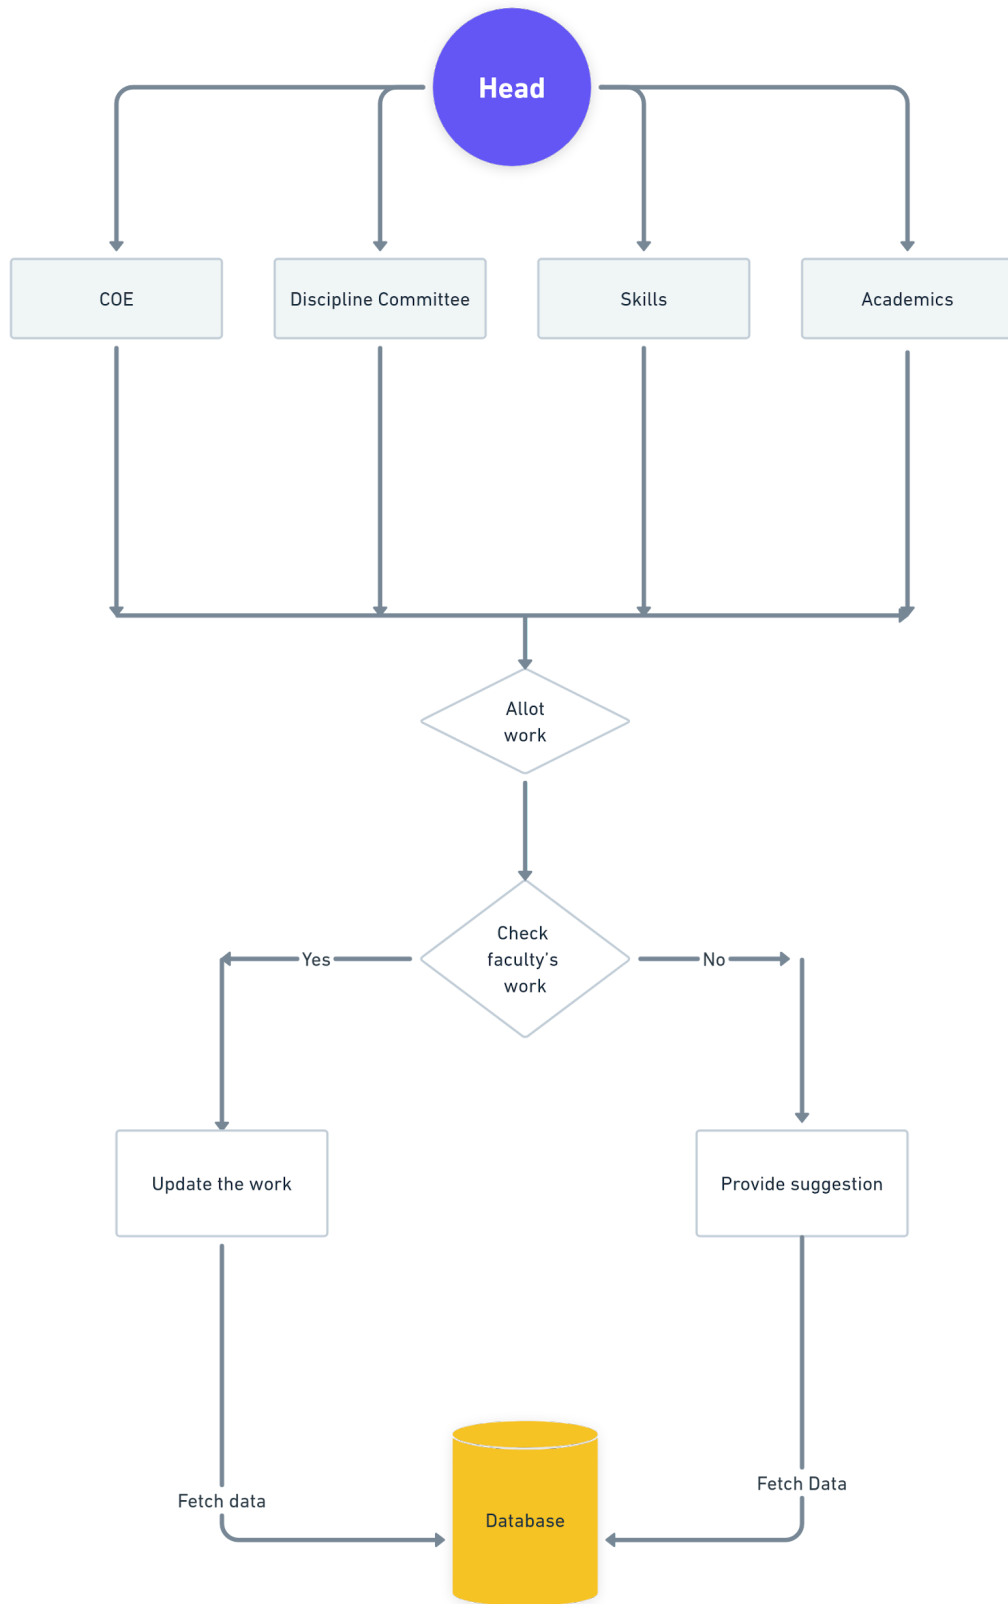 Head
COE
Discipline Committee
Skills
Academics
Allot
work
Check
faculty's
work
Yes
No
Update the work
Provide suggestion
Fetch Data
Fetch data
Database